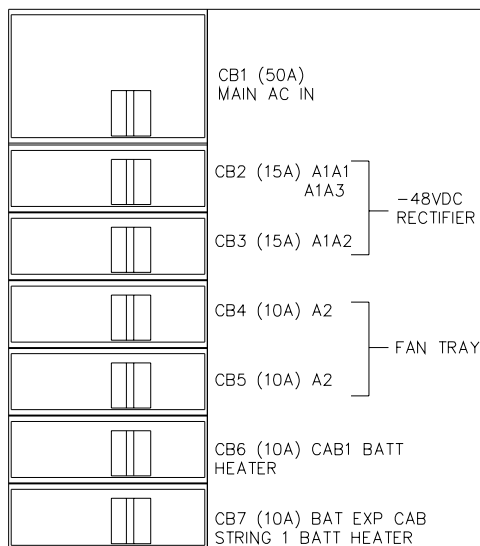 CB1 (50A)
MAIN AC IN
CB2 (15A) A1A1
A1A3
-48VDC
RECTIFIER
CB3 (15A) A1A2
CB4 (10A) A2
FAN TRAY
CB5 (10A) A2
CB6 (10A) CAB1 BATT
HEATER
CB7 (10A) BAT EXP CAB
STRING 1 BATT HEATER